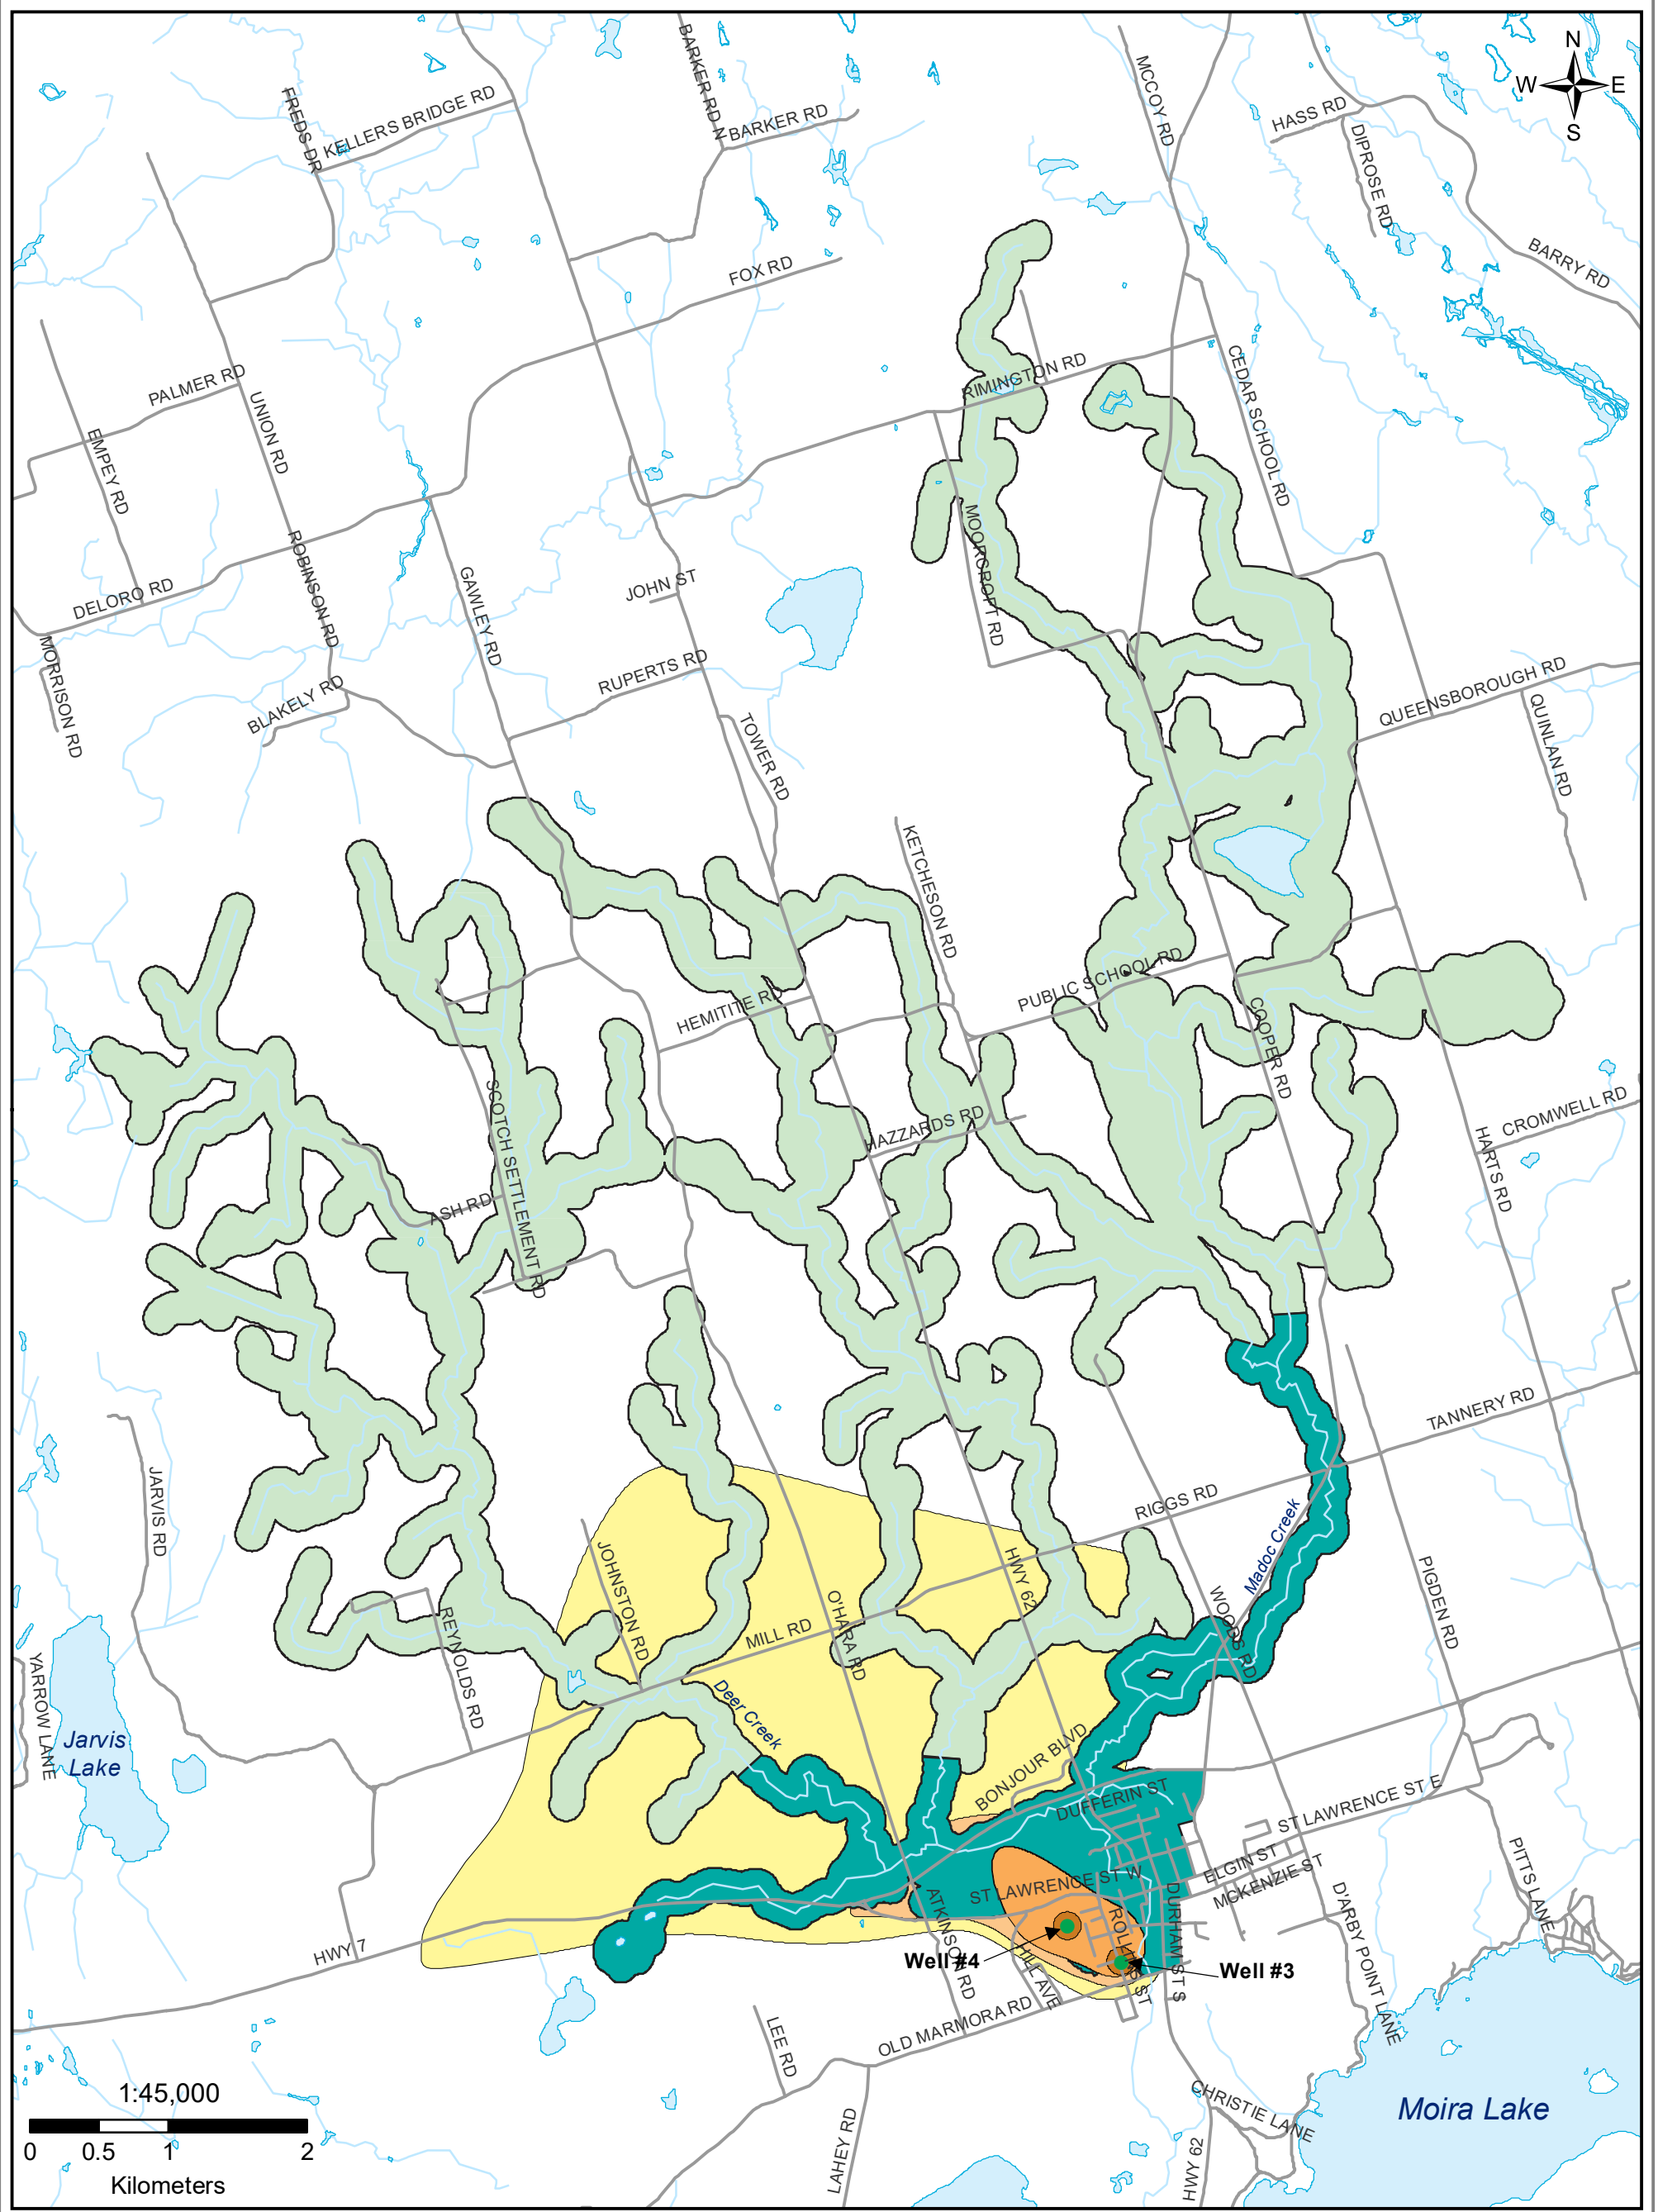 N
W E
S
FREDS DR
KELLERS BRIDGE RD
BARKER RD N
BARKER RD
MCCOY RD
HASS RD
DIPROSE RD
BARRY RD
FOX RD
PALMER RD
UNION RD
EMPEY RD
RIMINGTON RD
CEDAR SCHOOL RD
ROBINSON RD
MOORCROFT RD
DELORO RD
GAWLEY RD
JOHN ST
MORRISON RD
BLAKELY RD
RUPERTS RD
QUEENSBOROUGH RD
QUINLAN RD
TOWER RD
KETCHESON RD
PUBLIC SCHOOL RD
HEMITITE RD
COOPER RD
SCOTCH SETTLEMENT RD
HAZZARDS RD
CROMWELL RD
HARTS RD
ASH RD
TANNERY RD
JARVIS RD
RIGGS RD
Madoc Creek
JOHNSTON RD
HWY 62
O'HARA RD
WOODS RD
PIGDEN RD
REYNOLDS RD
MILL RD
YARROW LANE
Deer Creek
Jarvis
Lake
BONJOUR BLVD
DUFFERIN ST
ST LAWRENCE ST E
ELGIN ST
MCKENZIE ST
ST LAWRENCE ST W
PITTS LANE
HWY 7
ATKINSON RD
ROLLINS ST
DURHAM ST S
D'ARBY POINT LANE
HILL AVE
Well #4
Well #3
OLD MARMORA RD
LEE RD
CHRISTIE LANE
Moira Lake
LAHEY RD
HWY 62
1:45,000
0 0.5 1 2
Kilometers